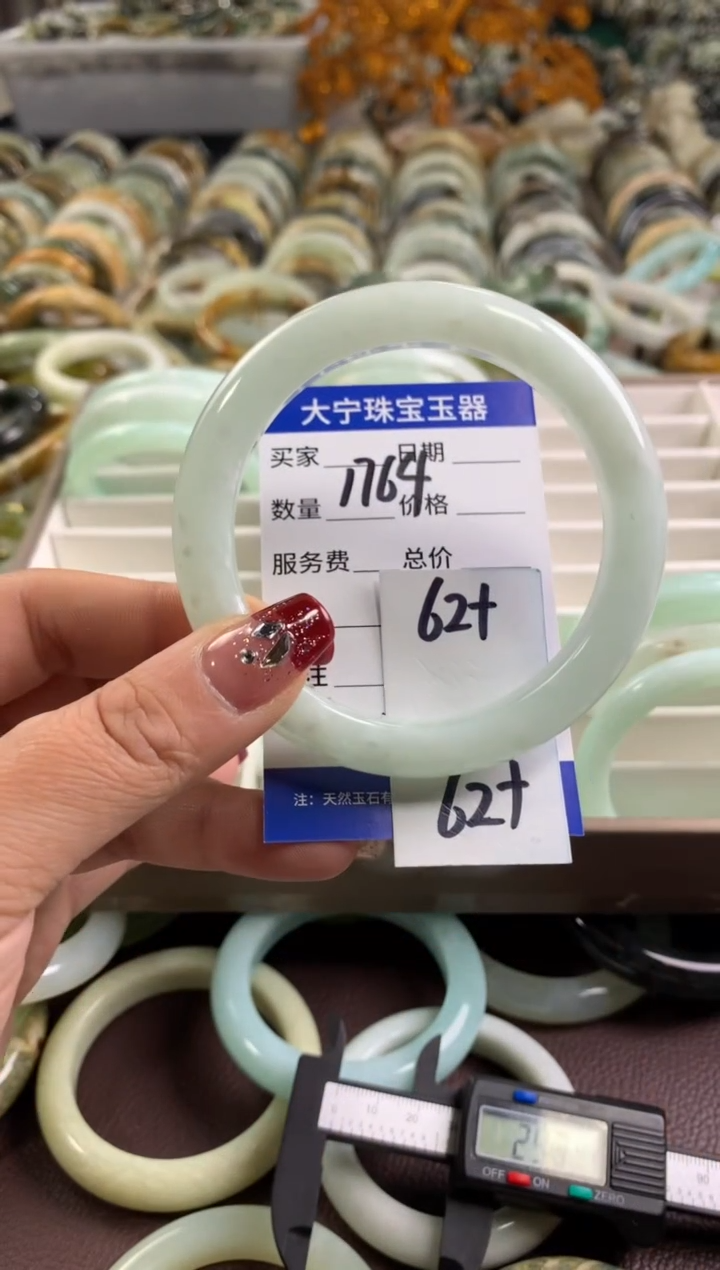 大宁珠宝玉器
买家 日期
1764
数量 价格
服务费 总价
62+
注
注：天然玉石有
62+
OFF ON ZERO